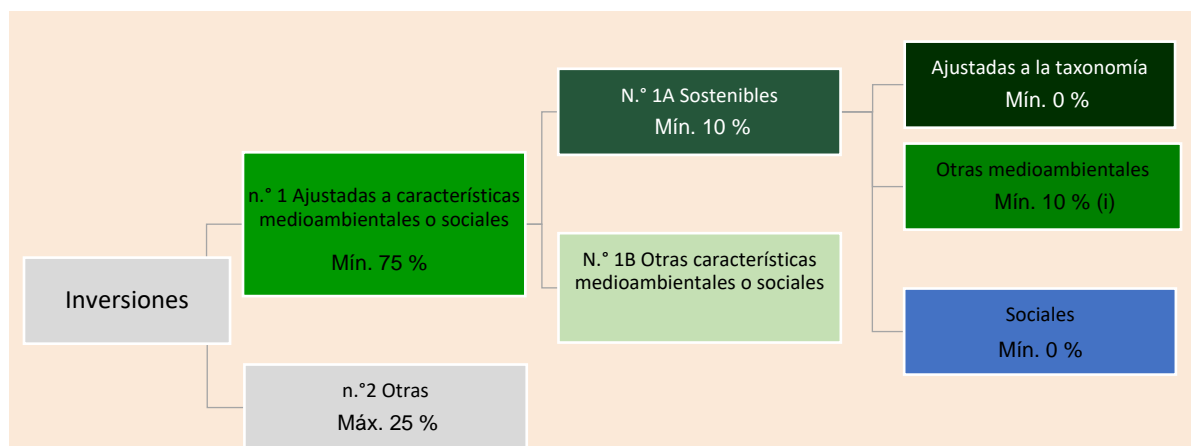 Inversiones
n.° 1 Ajustadas a características
medioambientales o sociales
Mín. 75 %
n.°2 Otras
Máx. 25 %
N.° 1A Sostenibles
Mín. 10 %
N.° 1B Otras características
medioambientales o sociales
Ajustadas a la taxonomía
Mín. 0 %
Otras medioambientales
Mín. 10 % (i)
Sociales
Mín. 0 %